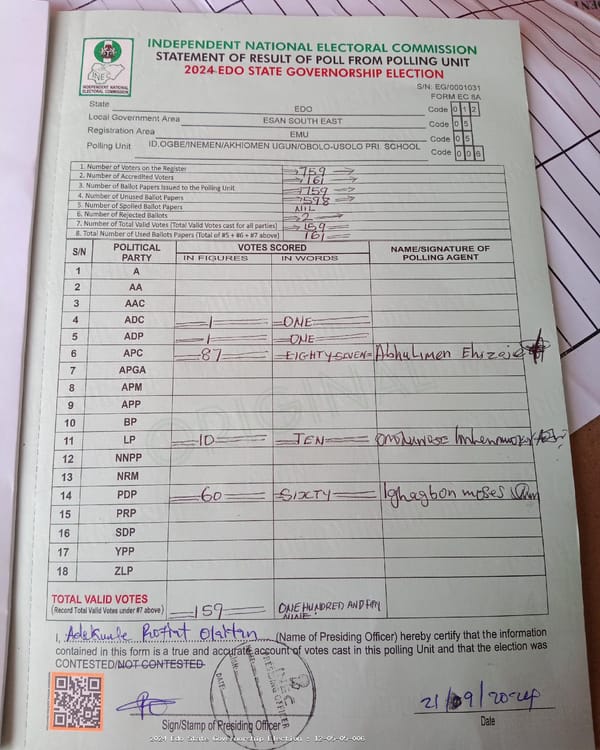 INDEPENDENT NATIONAL ELECTORAL COMMISSION
STATEMENT OF RESULT OF POLL FROM POLLING UNIT
2024 EDO STATE GOVERNORSHIP ELECTION
INEC
INDEPENDENT NATIONAL ELECTORAL COMMISSION
S/N: EG/0001031
FORM EC 8A
State EDO Code 0 1 2
Local Government Area ESAN SOUTH EAST Code 0 5
Registration Area EMU Code 0 5
Polling Unit ID.OGBE/INEMEN/AKHIOMEN UGUN/OBOLO-USOLO PRI. SCHOOL Code 0 0 6
1. Number of Voters on the Register 759
2. Number of Accredited Voters 161
3. Number of Ballot Papers Issued to the Polling Unit 759
4. Number of Unused Ballot Papers 598
5. Number of Spoiled Ballot Papers NIL
6. Number of Rejected Ballots 2
7. Number of Total Valid Votes (Total Valid Votes cast for all parties) 159
8. Total Number of Used Ballots Papers (Total of #5 + #6 + #7 above) 161
S/N POLITICAL PARTY VOTES SCORED NAME/SIGNATURE OF POLLING AGENT
IN FIGURES IN WORDS
1 A
2 AA
3 AAC
4 ADC 1 ONE
5 ADP 1 ONE
6 APC 87 EIGHTY SEVEN Abhulimen Ehizoje
7 APGA
8 APM
9 APP
10 BP
11 LP 10 TEN
12 NNPP
13 NRM
14 PDP 60 SIXTY Ighagbon moses
15 PRP
16 SDP
17 YPP
18 ZLP
ORIGINAL
TOTAL VALID VOTES 159 ONE HUNDRED AND FIFTY NINE
(Record Total Valid Votes under #7 above)
I, Adekunle (Name of Presiding Officer) hereby certify that the information
contained in this form is a true and accurate account of votes cast in this polling Unit and that the election was
CONTESTED/NOT CONTESTED
INEC
PRESIDING OFFICER
DATE:
21/09/2024
Sign/Stamp of Presiding Officer Date
2024 Edo State Governorship Election : 12-05-05-006